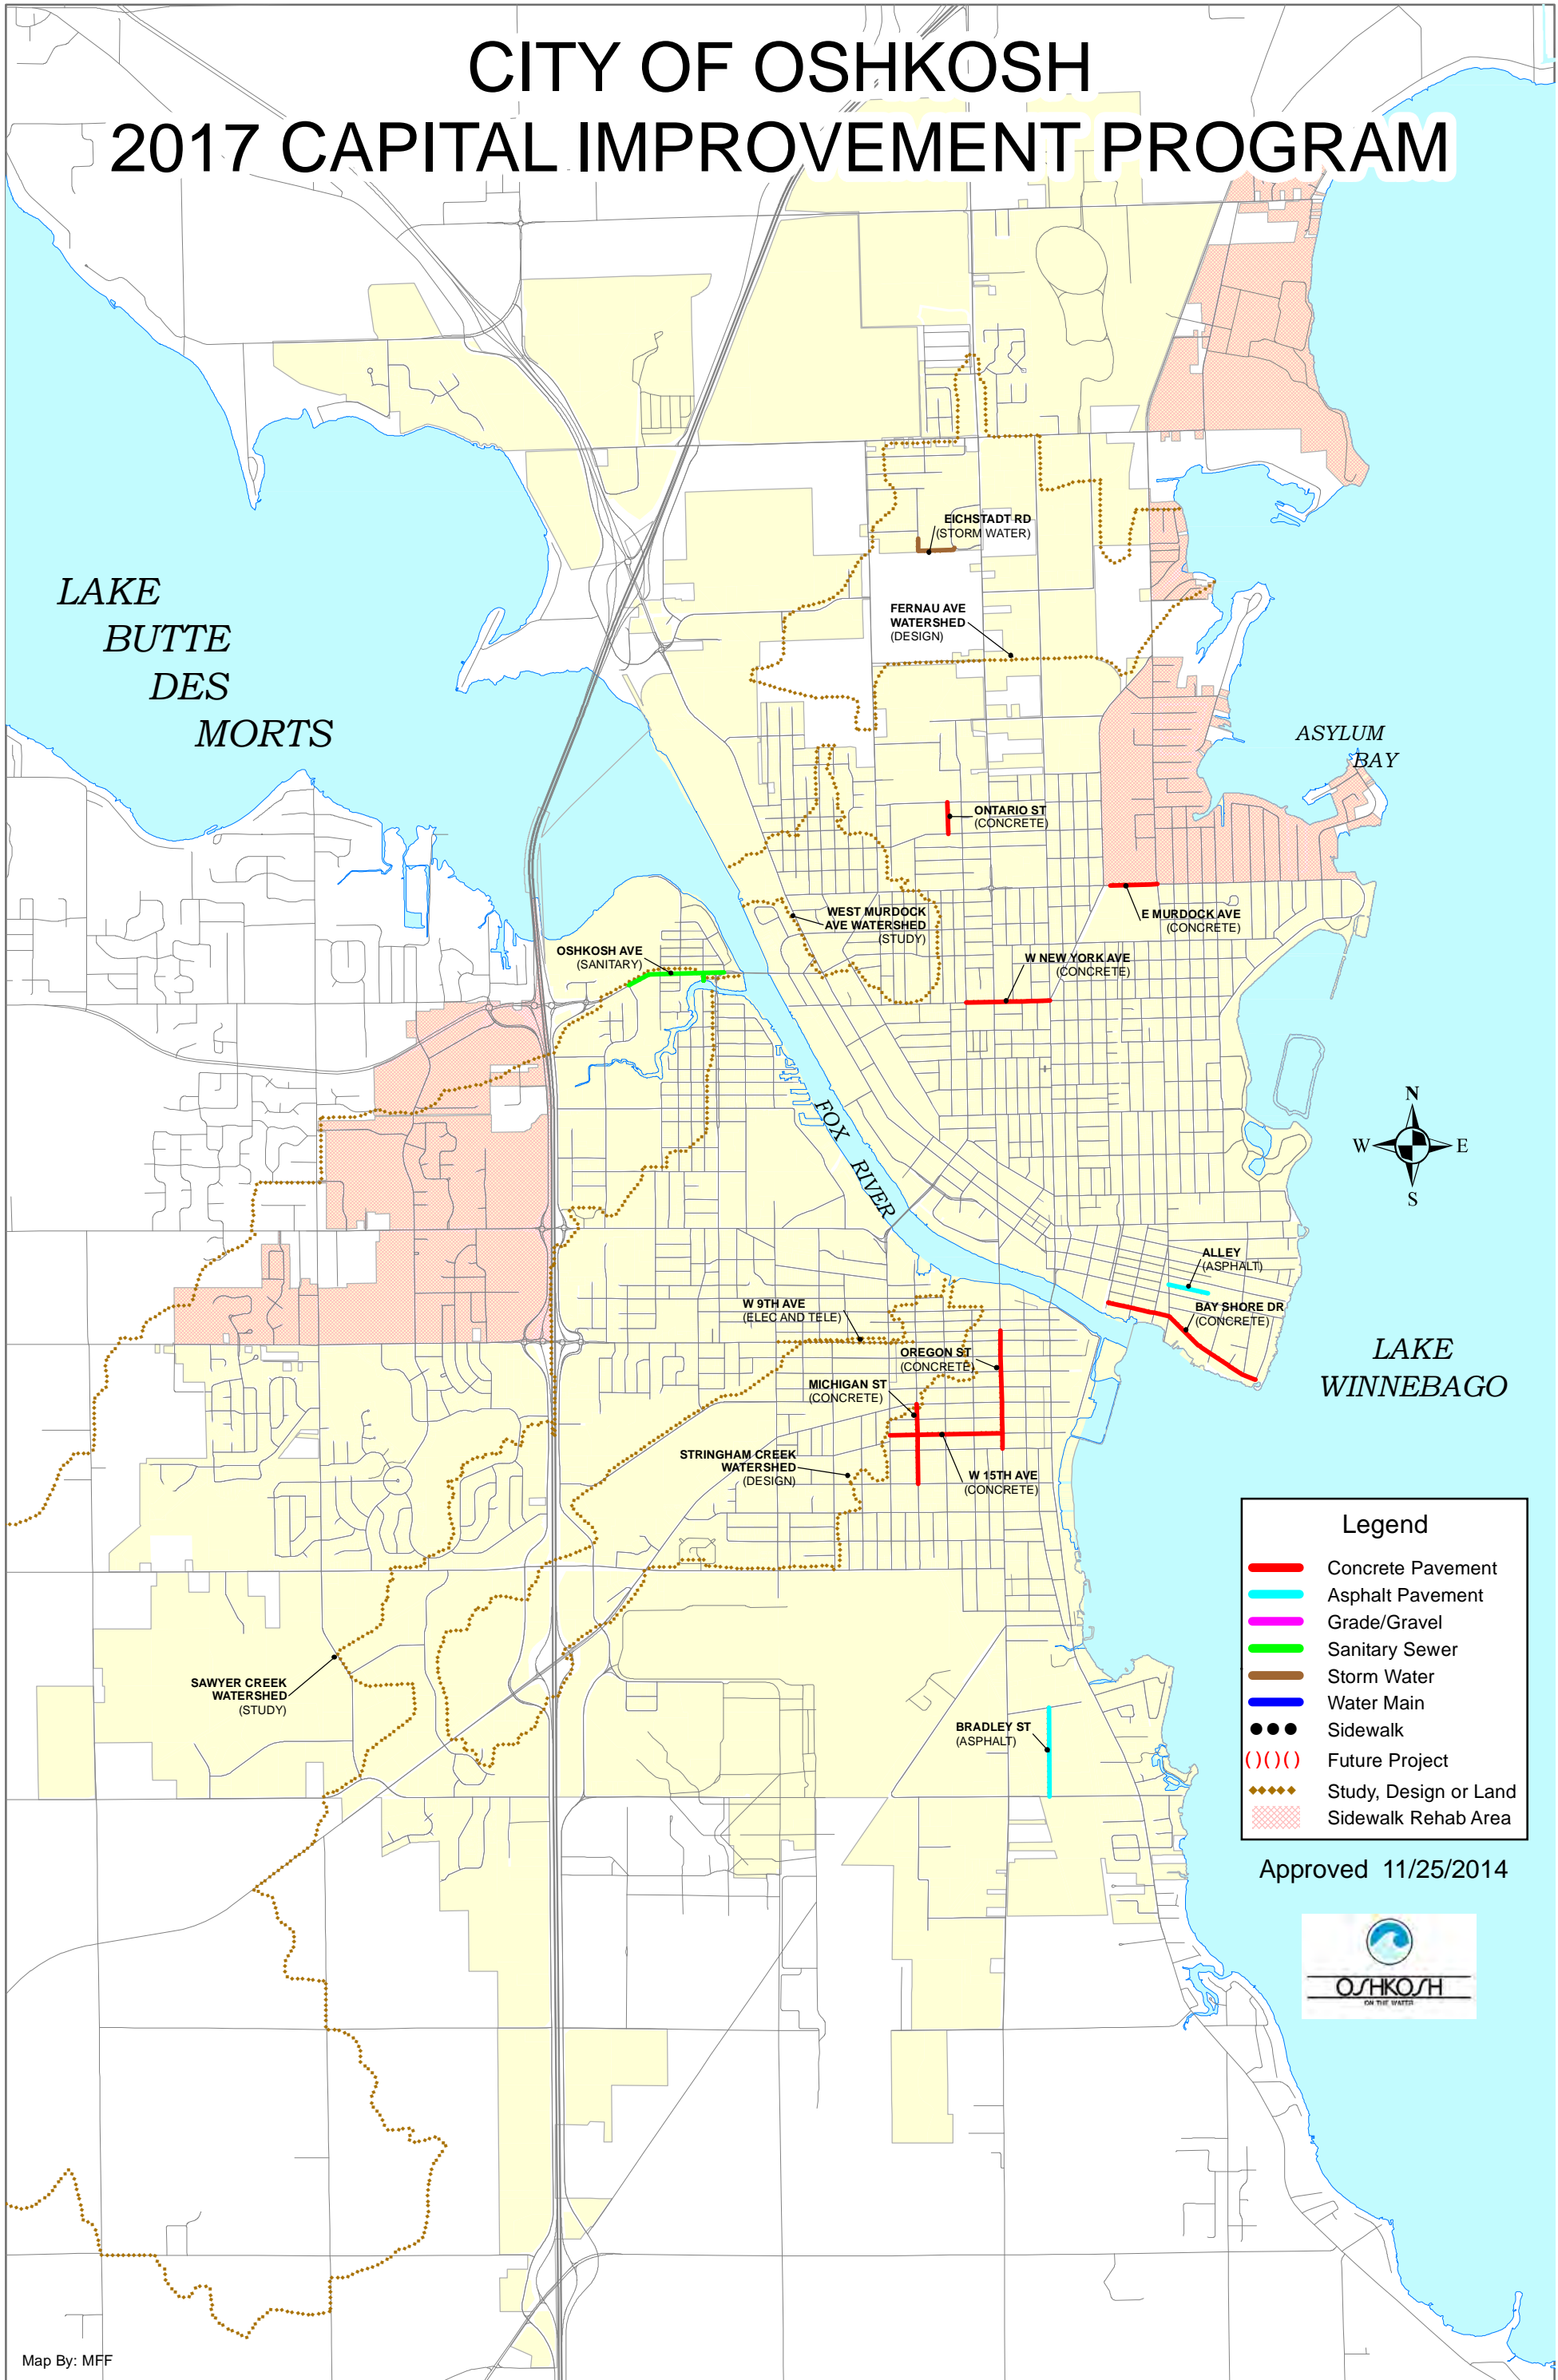 CITY OF OSHKOSH
2017 CAPITAL IMPROVEMENT PROGRAM
EICHSTADT RD
(STORM WATER)
LAKE
BUTTE
DES
MORTS
FERNAU AVE
WATERSHED
(DESIGN)
ASYLUM
BAY
ONTARIO ST
(CONCRETE)
WEST MURDOCK
AVE WATERSHED
(STUDY)
E MURDOCK AVE
(CONCRETE)
OSHKOSH AVE
(SANITARY)
W NEW YORK AVE
(CONCRETE)
FOX
RIVER
N
W E
S
ALLEY
(ASPHALT)
W 9TH AVE
(ELEC AND TELE)
BAY SHORE DR
(CONCRETE)
OREGON ST
(CONCRETE)
LAKE
WINNEBAGO
MICHIGAN ST
(CONCRETE)
STRINGHAM CREEK
WATERSHED
(DESIGN)
W 15TH AVE
(CONCRETE)
SAWYER CREEK
WATERSHED
(STUDY)
BRADLEY ST
(ASPHALT)
Legend
Concrete Pavement
Asphalt Pavement
Grade/Gravel
Sanitary Sewer
Storm Water
Water Main
Sidewalk
Future Project
Study, Design or Land
Sidewalk Rehab Area
Approved 11/25/2014
OSHKOSH
ON THE WATER
Map By: MFF